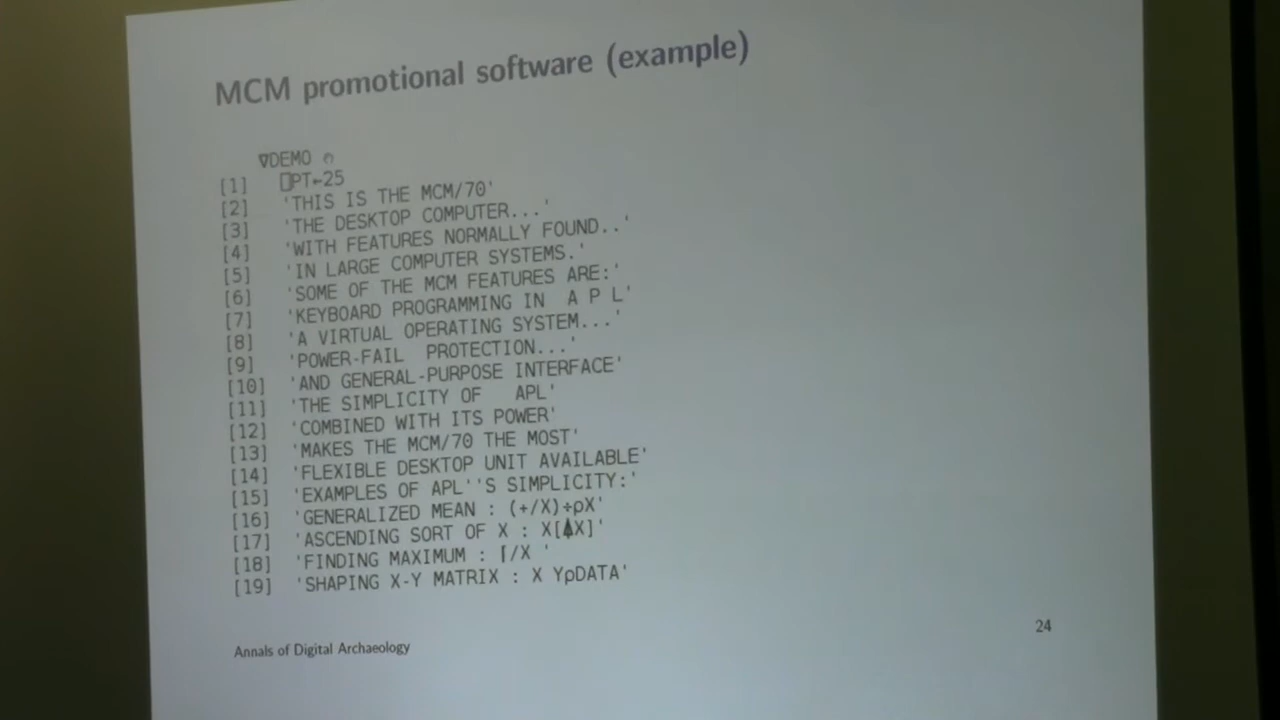 MCM promotional software (example)
∇DEMO ∩
[1] ⎕PT←25
[2] 'THIS IS THE MCM/70'
[3] 'THE DESKTOP COMPUTER...'
[4] 'WITH FEATURES NORMALLY FOUND..'
[5] 'IN LARGE COMPUTER SYSTEMS.'
[6] 'SOME OF THE MCM FEATURES ARE:'
[7] 'KEYBOARD PROGRAMMING IN  A P L'
[8] 'A VIRTUAL OPERATING SYSTEM...'
[9] 'POWER-FAIL  PROTECTION...'
[10] 'AND GENERAL-PURPOSE INTERFACE'
[11] 'THE SIMPLICITY OF   APL'
[12] 'COMBINED WITH ITS POWER'
[13] 'MAKES THE MCM/70 THE MOST'
[14] 'FLEXIBLE DESKTOP UNIT AVAILABLE'
[15] 'EXAMPLES OF APL''S SIMPLICITY:'
[16] 'GENERALIZED MEAN : (+/X)÷⍴X'
[17] 'ASCENDING SORT OF X : X[⍋X]'
[18] 'FINDING MAXIMUM : ⌈/X '
[19] 'SHAPING X-Y MATRIX : X Y⍴DATA'
Annals of Digital Archaeology
24